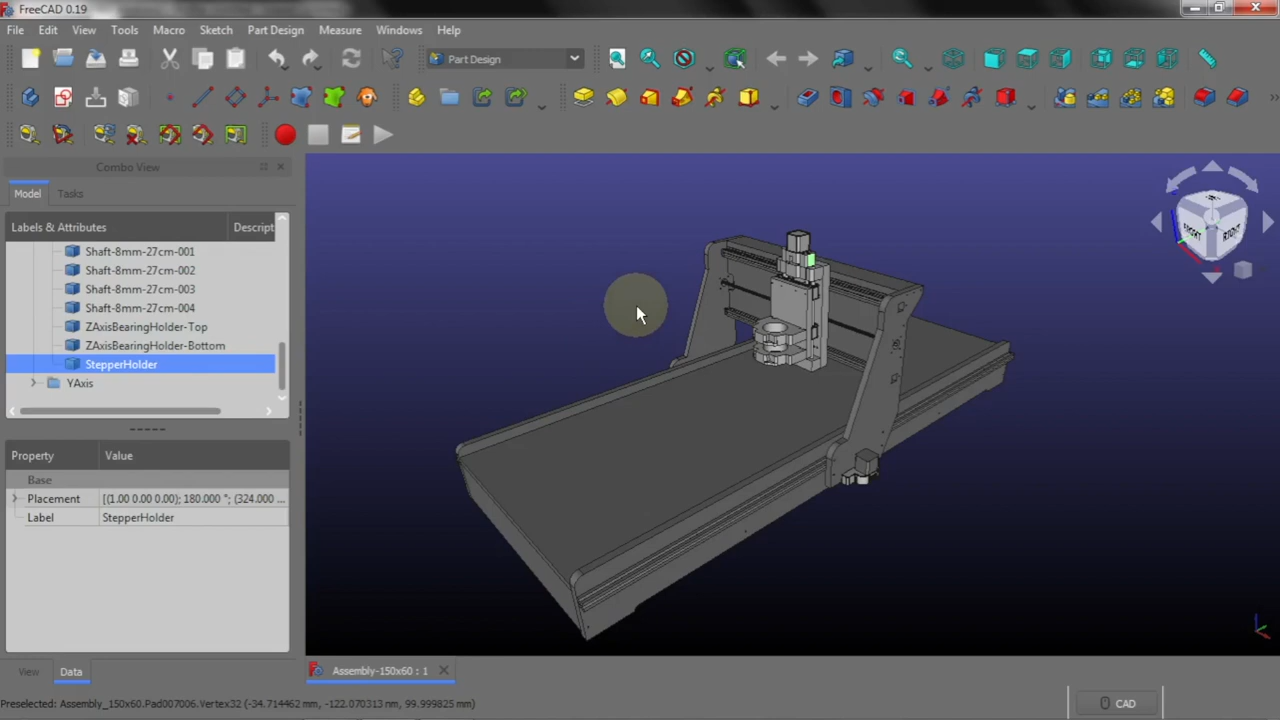 FreeCAD 0.19
File Edit View Tools Macro Sketch Part Design Measure Windows Help
Part Design
Combo View
Model Tasks
Labels & Attributes Descript
Shaft-8mm-27cm-001
Shaft-8mm-27cm-002
Shaft-8mm-27cm-003
Shaft-8mm-27cm-004
ZAxisBearingHolder-Top
ZAxisBearingHolder-Bottom
StepperHolder
YAxis
Property Value
Base
Placement [(1.00 0.00 0.00); 180.000 °; (324.000 ...
Label StepperHolder
View Data
Assembly-150x60 : 1
Preselected: Assembly_150x60.Pad007006.Vertex32 (-34.714462 mm, -122.070313 mm, 99.999825 mm)
CAD
FRONT RIGHT